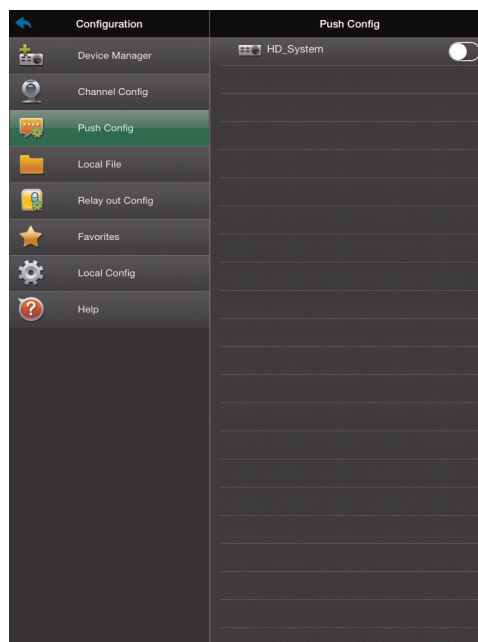 Configuration
Push Config
Device Manager
HD_System
Channel Config
Push Config
Local File
Relay out Config
Favorites
Local Config
Help